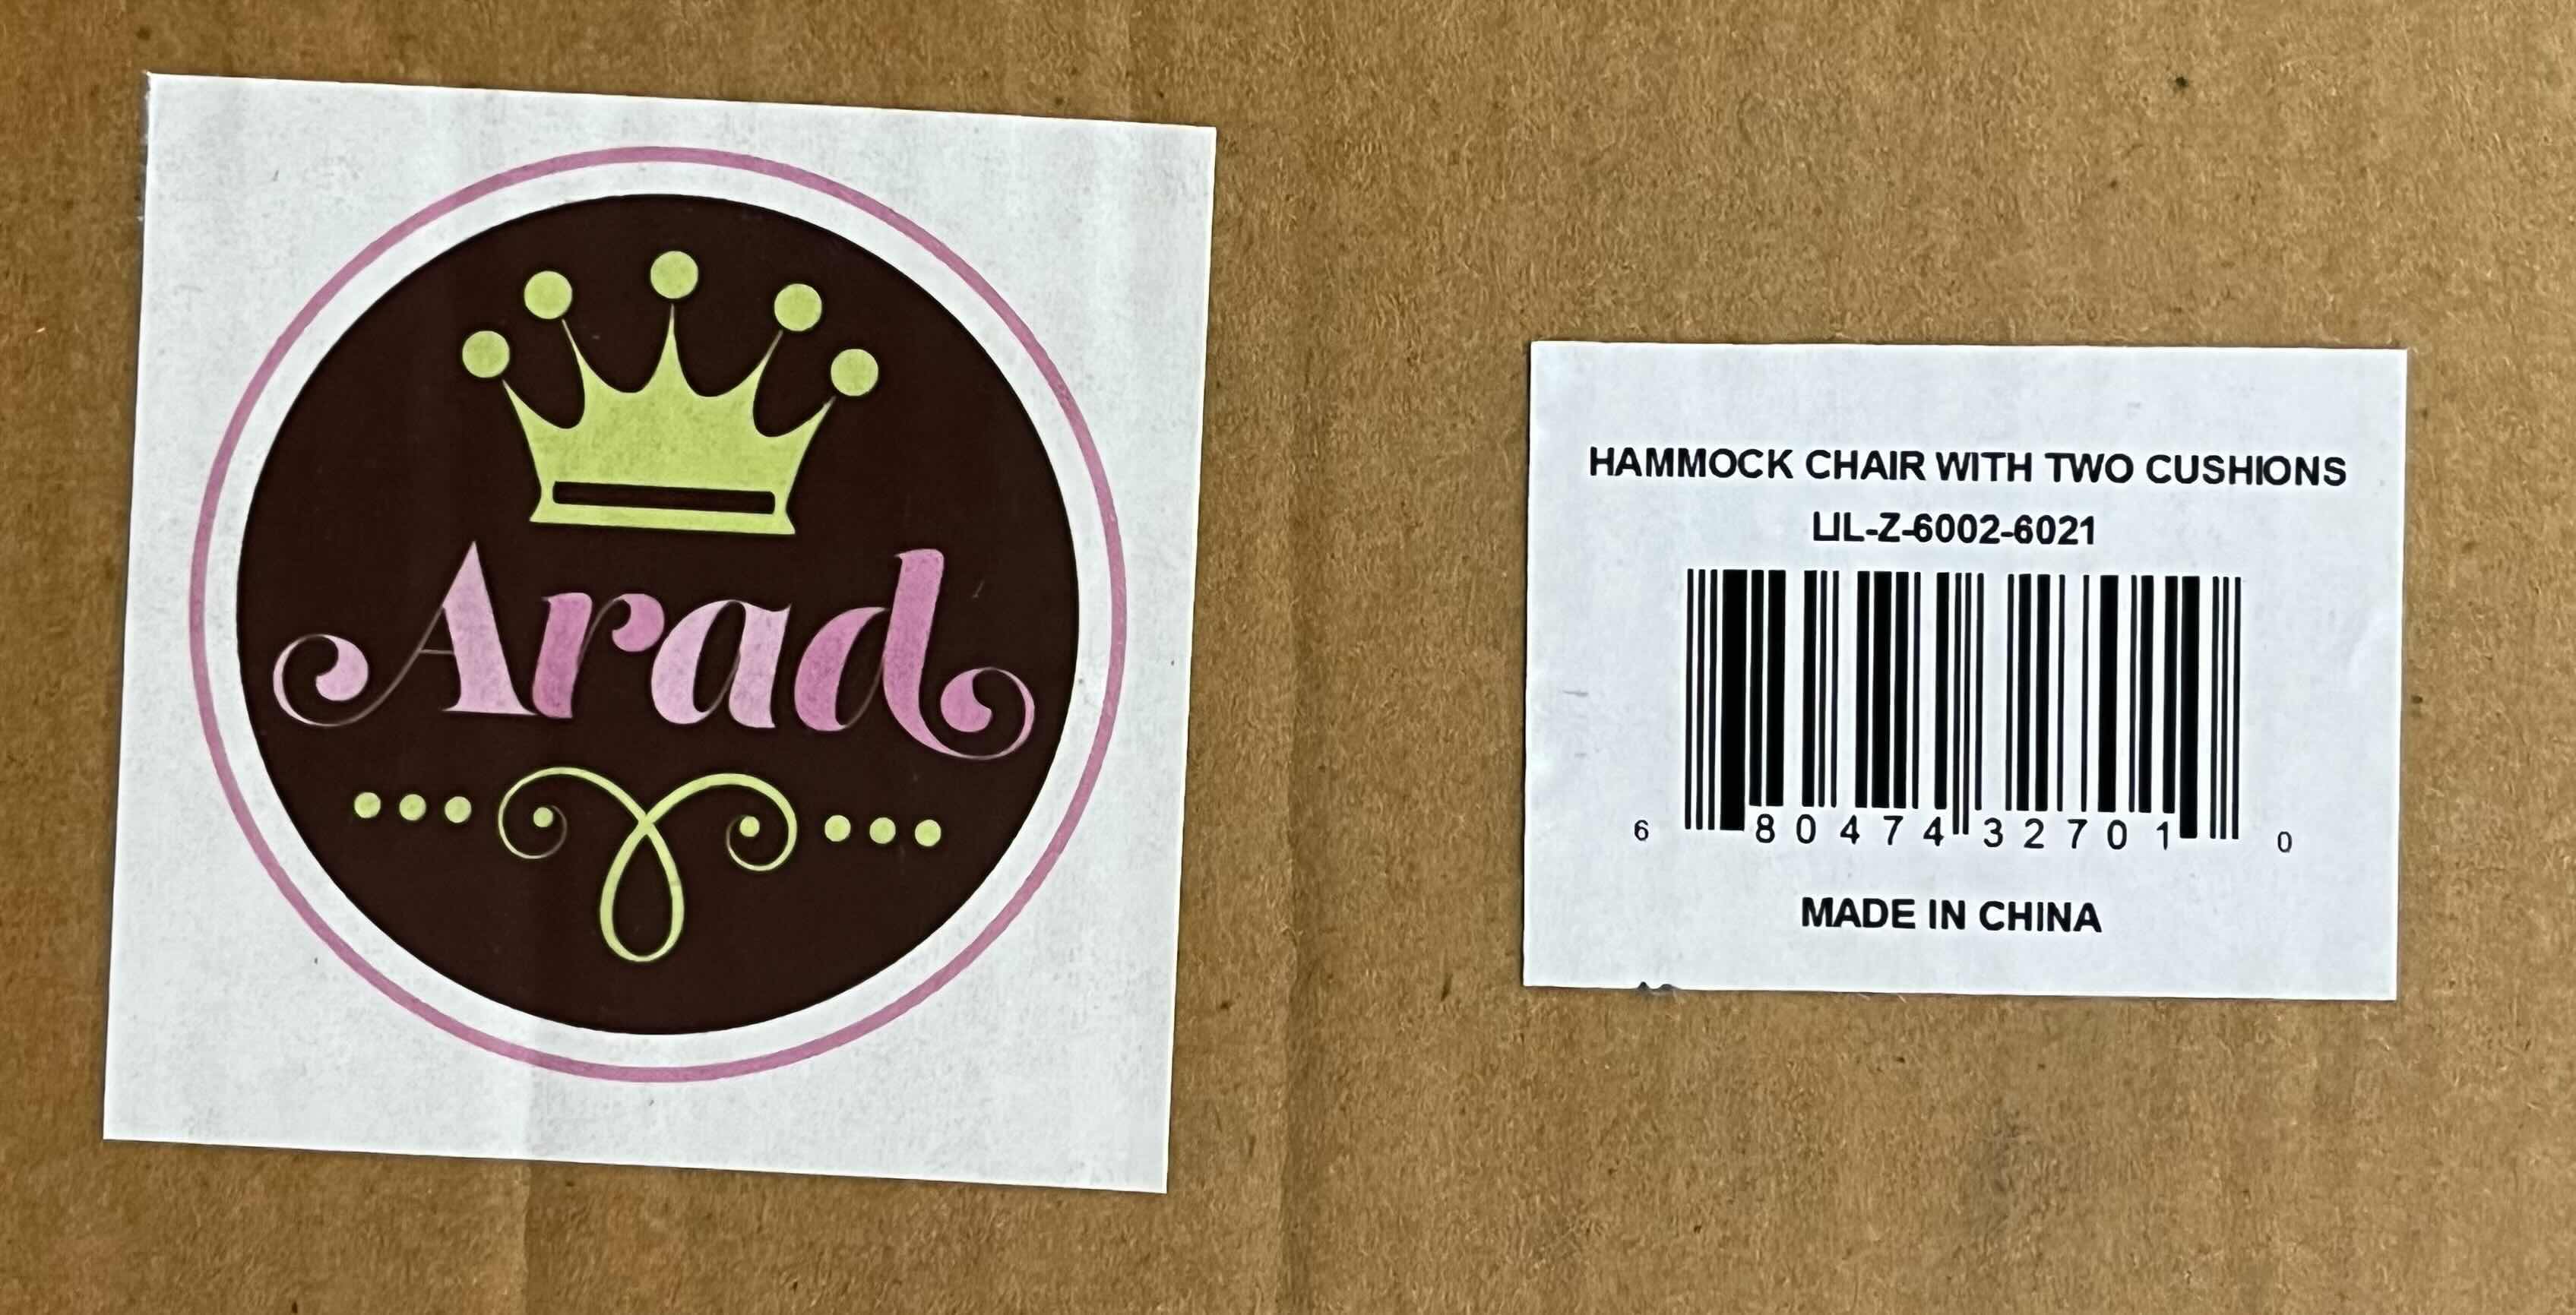 Arad
HAMMOCK CHAIR WITH TWO CUSHIONS
LIL-Z-6002-6021
6 80474 32701 0
MADE IN CHINA